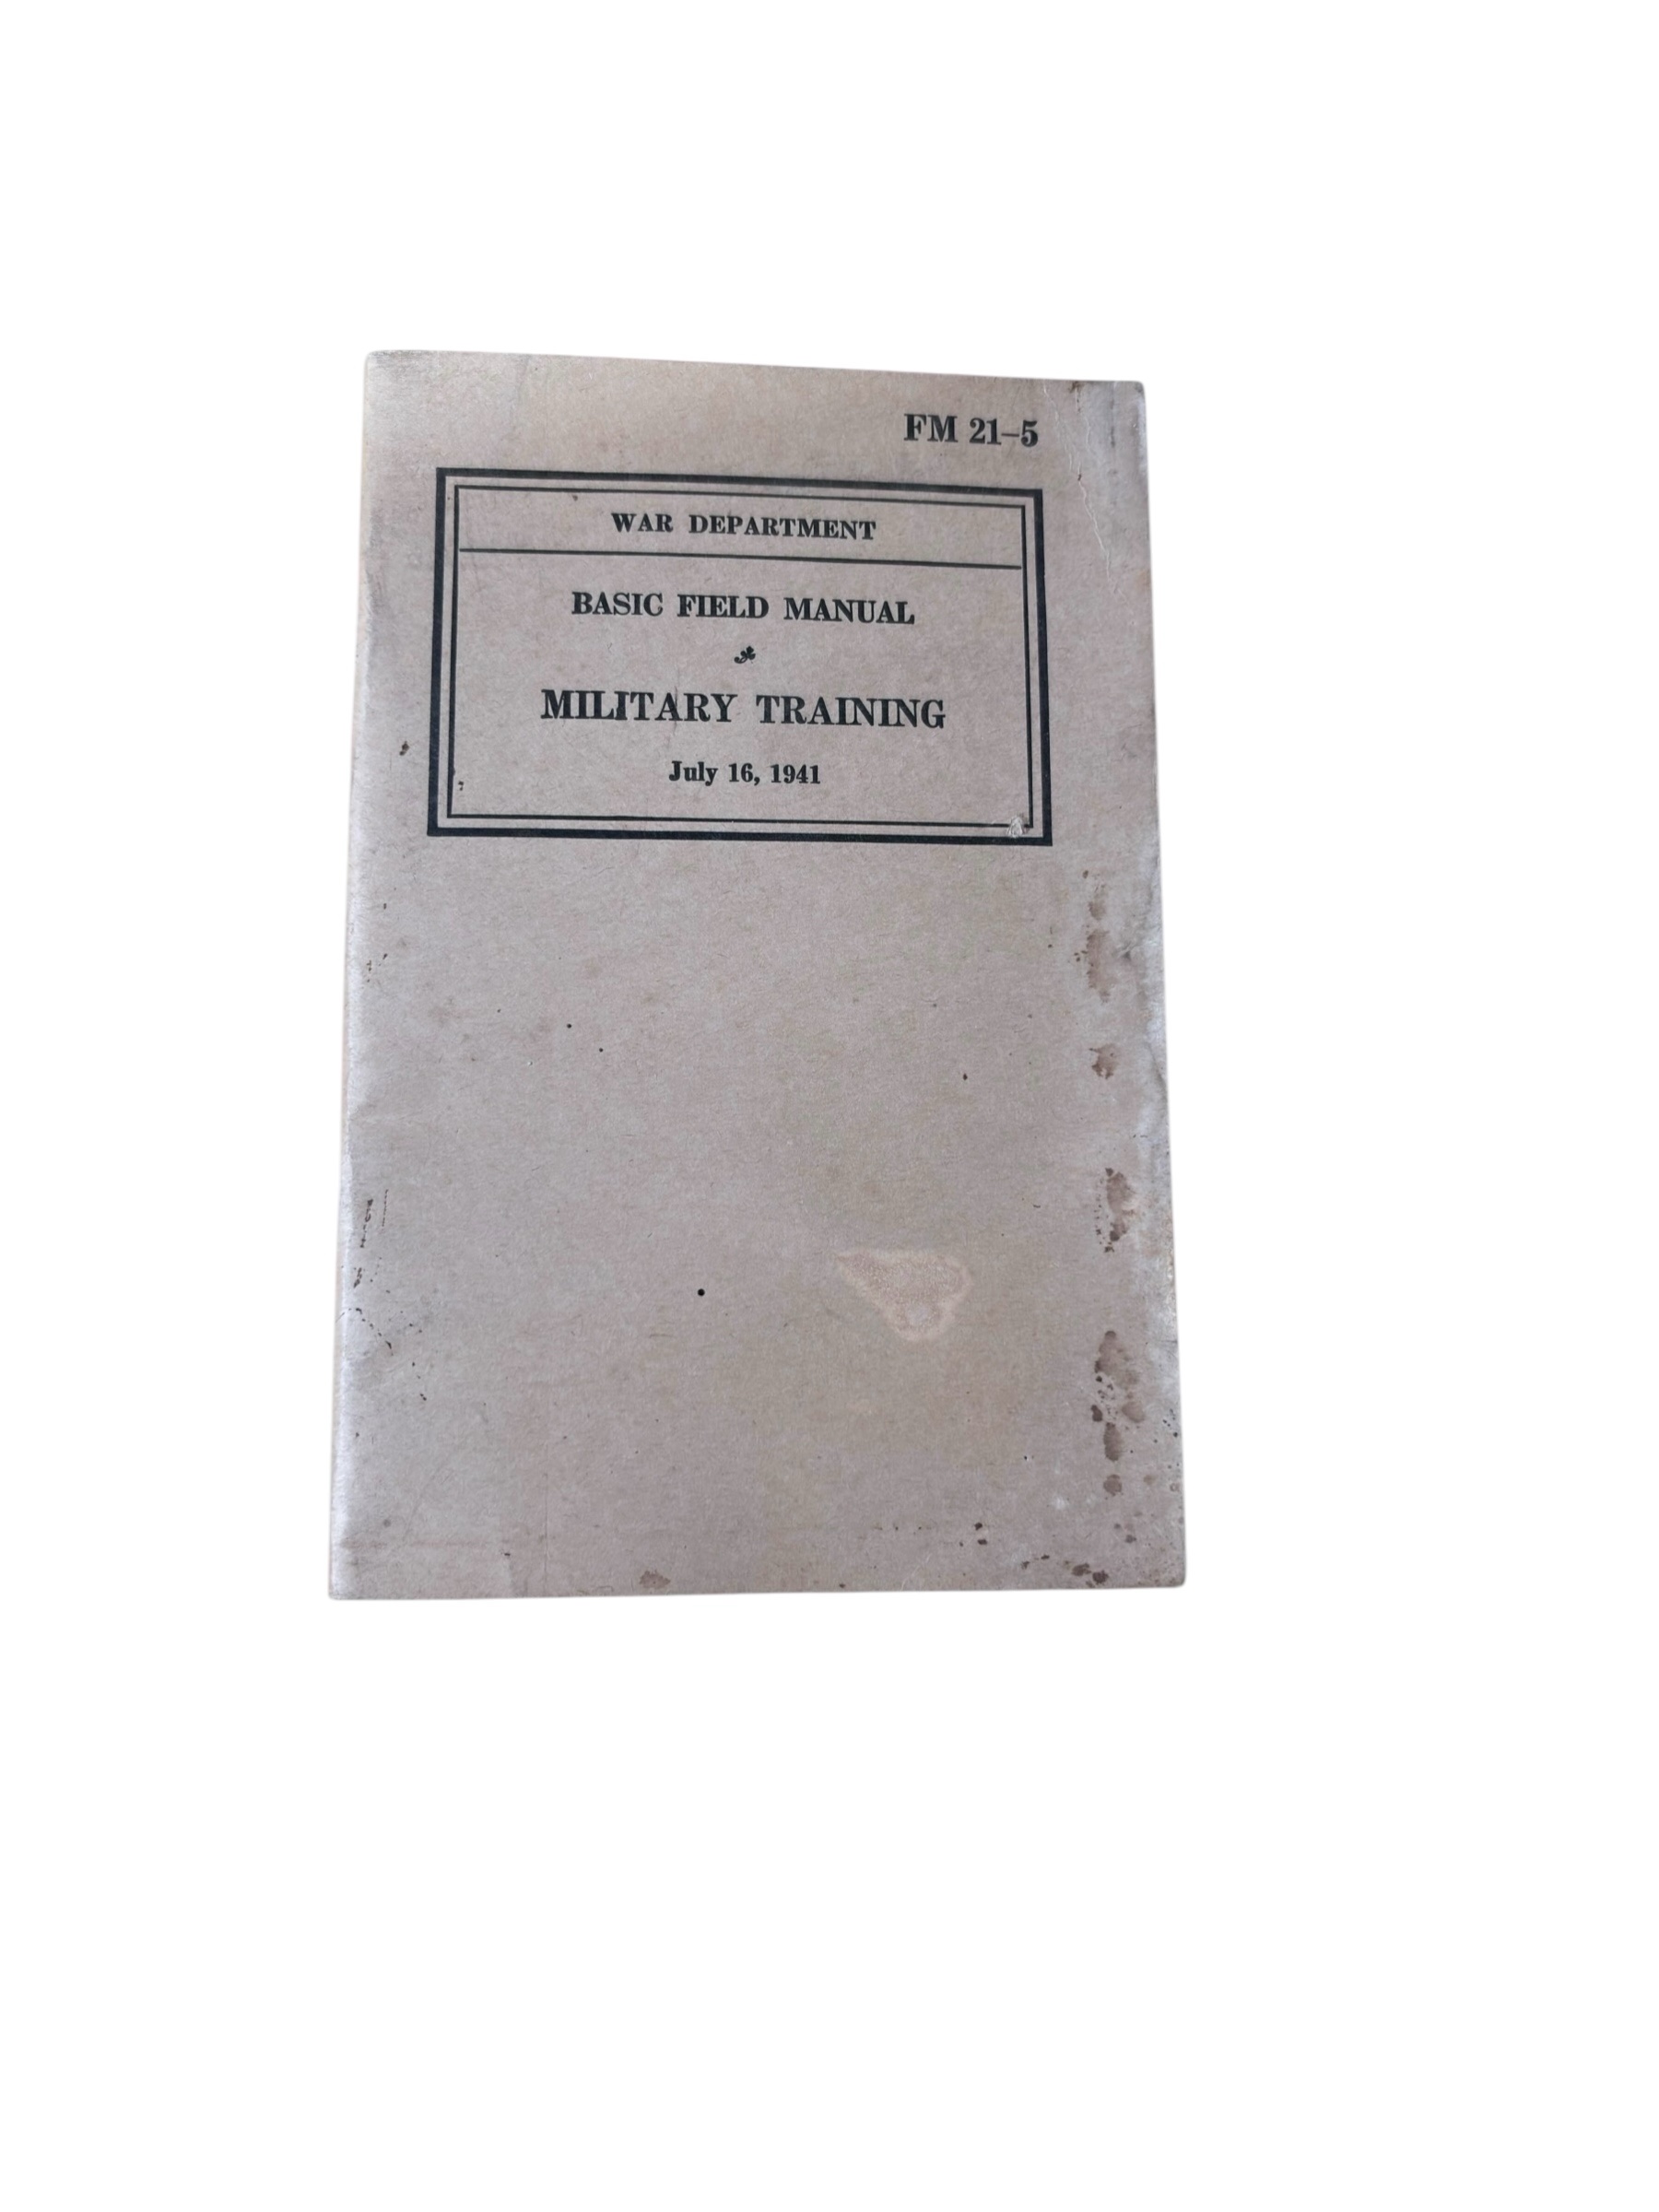 FM 21–5
WAR DEPARTMENT
BASIC FIELD MANUAL
MILITARY TRAINING
July 16, 1941